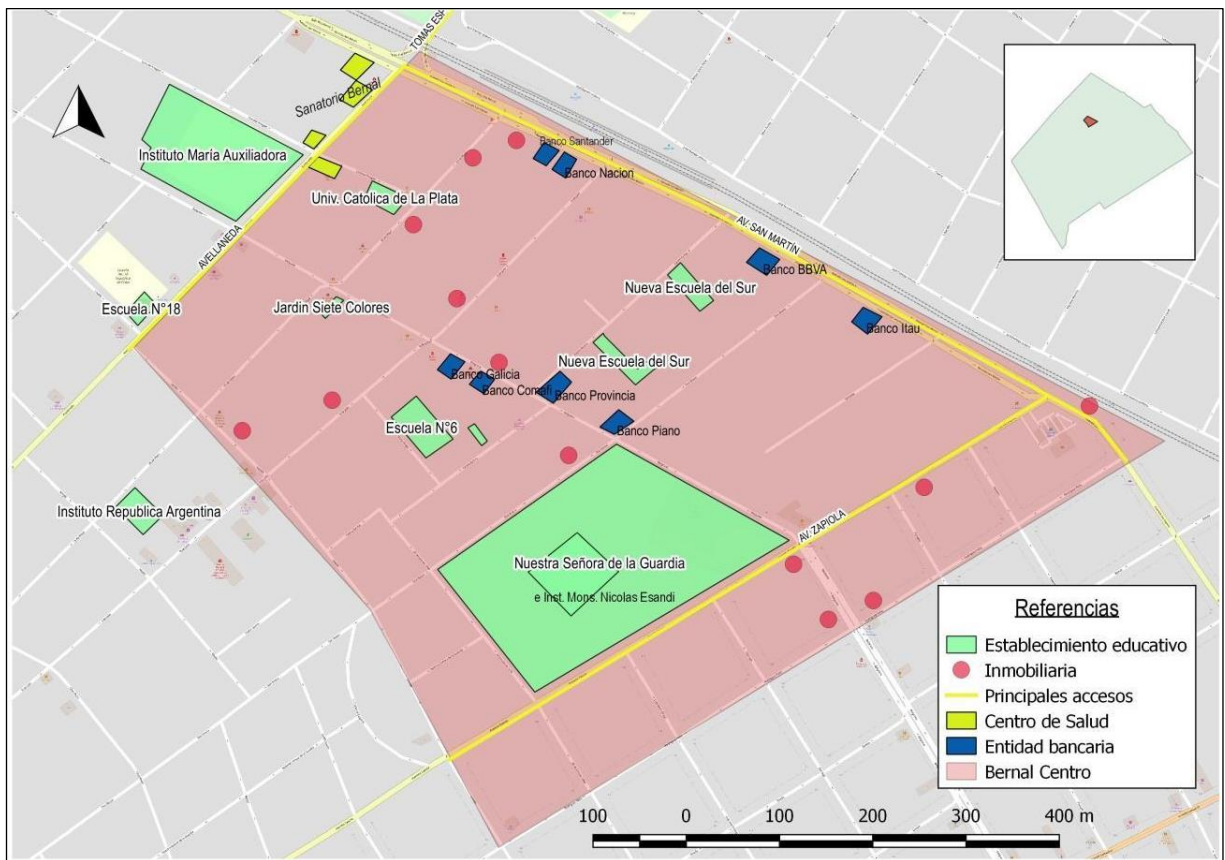 TOMAS ESP
Sanatorio Bernal
Instituto María Auxiliadora
Banco Santander
Banco Nacion
Univ. Catolica de La Plata
AVELLANEDA
AV. SAN MARTÍN
Banco BBVA
Nueva Escuela del Sur
Escuela N°18
Jardin Siete Colores
Banco Itau
Nueva Escuela del Sur
Banco Galicia
Banco Comafi
Banco Provincia
Escuela N°6
Banco Piano
Instituto Republica Argentina
AV. ZAPIOLA
Nuestra Señora de la Guardia
e Inst. Mons. Nicolas Esandi
Referencias
Establecimiento educativo
Inmobiliaria
Principales accesos
Centro de Salud
Entidad bancaria
Bernal Centro
100 0 100 200 300 400 m